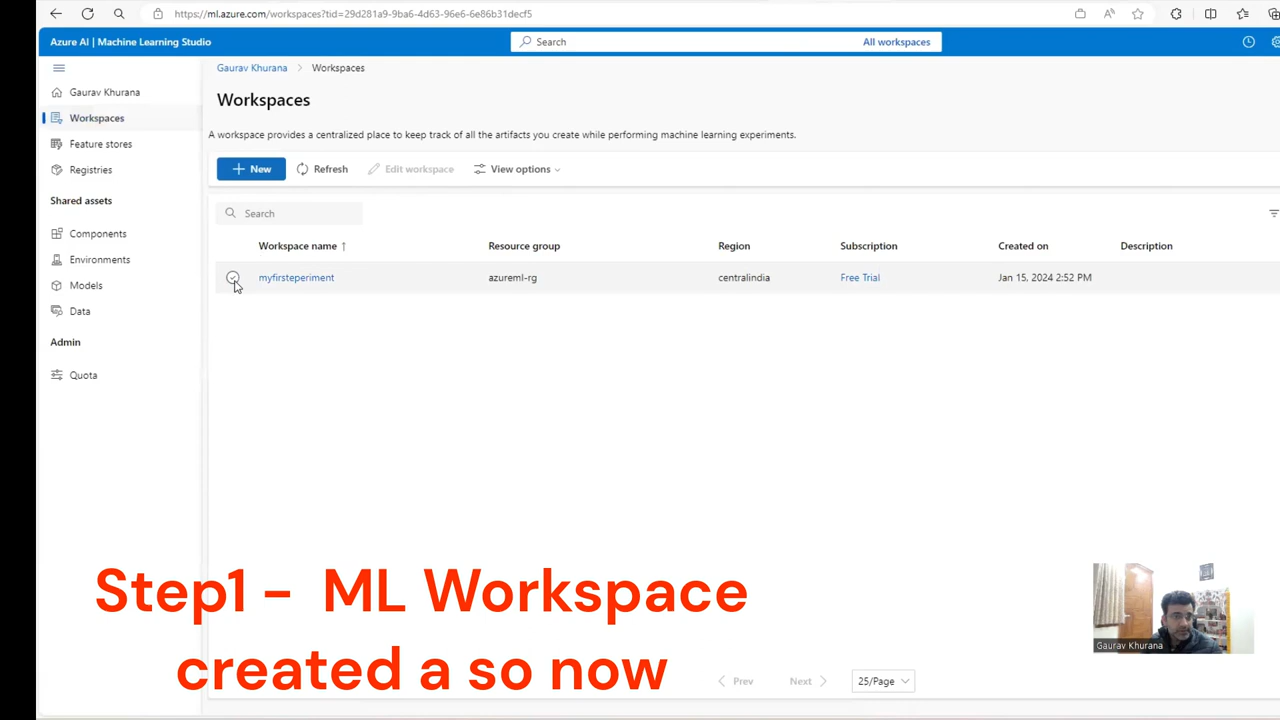 https://ml.azure.com/workspaces?tid=29d281a9-9ba6-4d63-96e6-6e86b31decf5
Azure AI | Machine Learning Studio
Search
All workspaces
Gaurav Khurana
Workspaces
Feature stores
Registries
Shared assets
Components
Environments
Models
Data
Admin
Quota
Gaurav Khurana > Workspaces
Workspaces
A workspace provides a centralized place to keep track of all the artifacts you create while performing machine learning experiments.
New Refresh Edit workspace View options
Search
Workspace name ↑ Resource group Region Subscription Created on Description
myfirsteperiment azureml-rg centralindia Free Trial Jan 15, 2024 2:52 PM
Step1 - ML Workspace
created a so now
Gaurav Khurana
Prev Next 25/Page